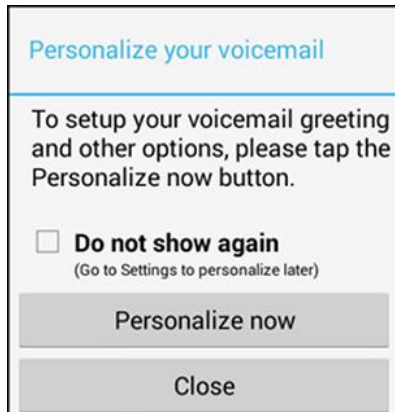 Personalize your voicemail
To setup your voicemail greeting
and other options, please tap the
Personalize now button.
Do not show again
(Go to Settings to personalize later)
Personalize now
Close